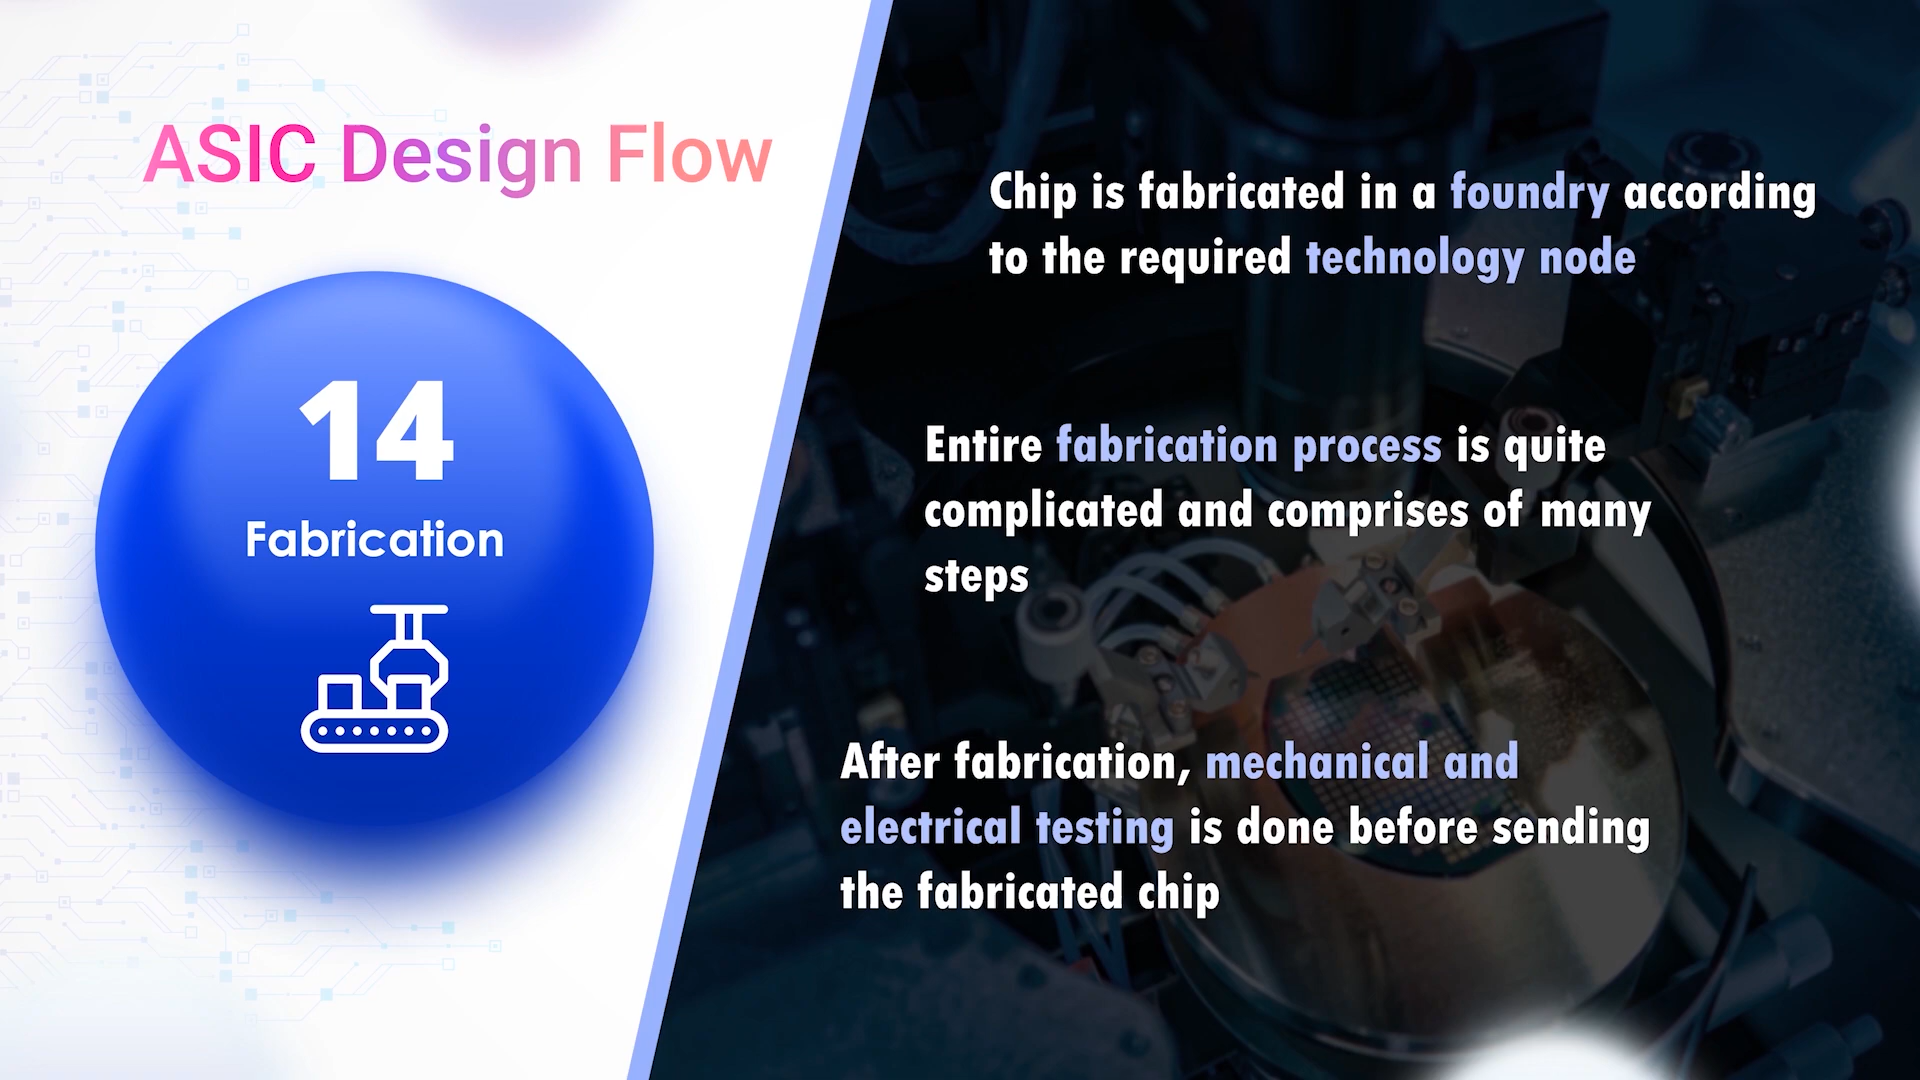 ASIC Design Flow
14
Fabrication
Chip is fabricated in a foundry according
to the required technology node
Entire fabrication process is quite
complicated and comprises of many
steps
After fabrication, mechanical and
electrical testing is done before sending
the fabricated chip